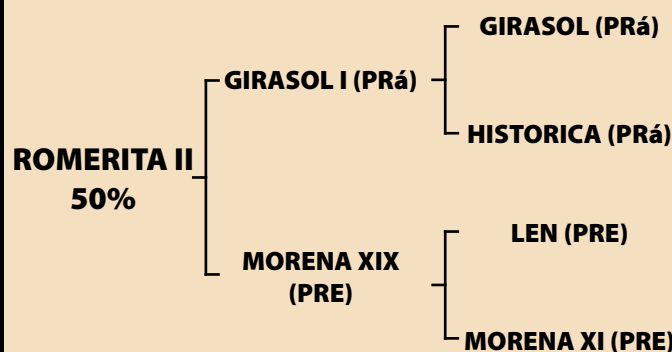 GIRASOL (PRá)
GIRASOL I (PRá)
HISTORICA (PRá)
ROMERITA II
50%
LEN (PRE)
MORENA XIX
(PRE)
MORENA XI (PRE)